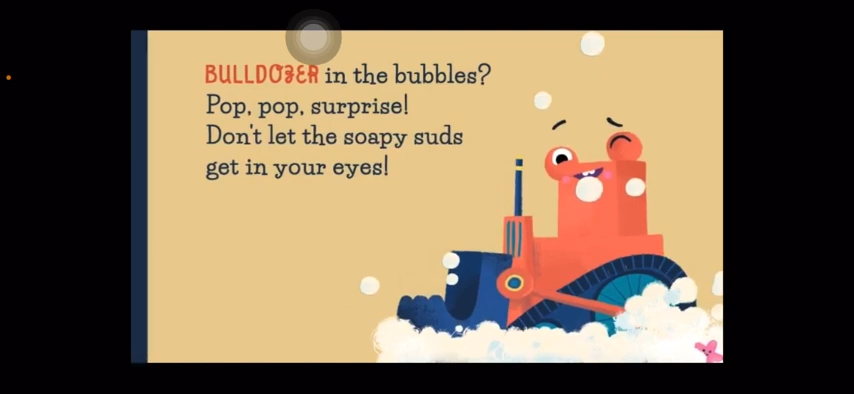 BULLDOZER in the bubbles?
Pop, pop, surprise!
Don't let the soapy suds
get in your eyes!